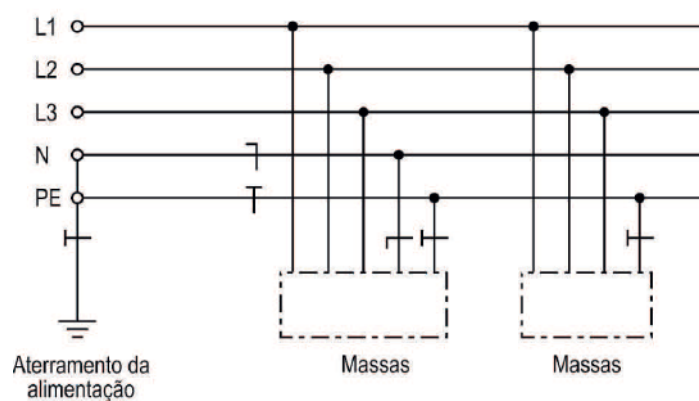 L1
L2
L3
N
PE
Aterramento da
alimentação
Massas
Massas